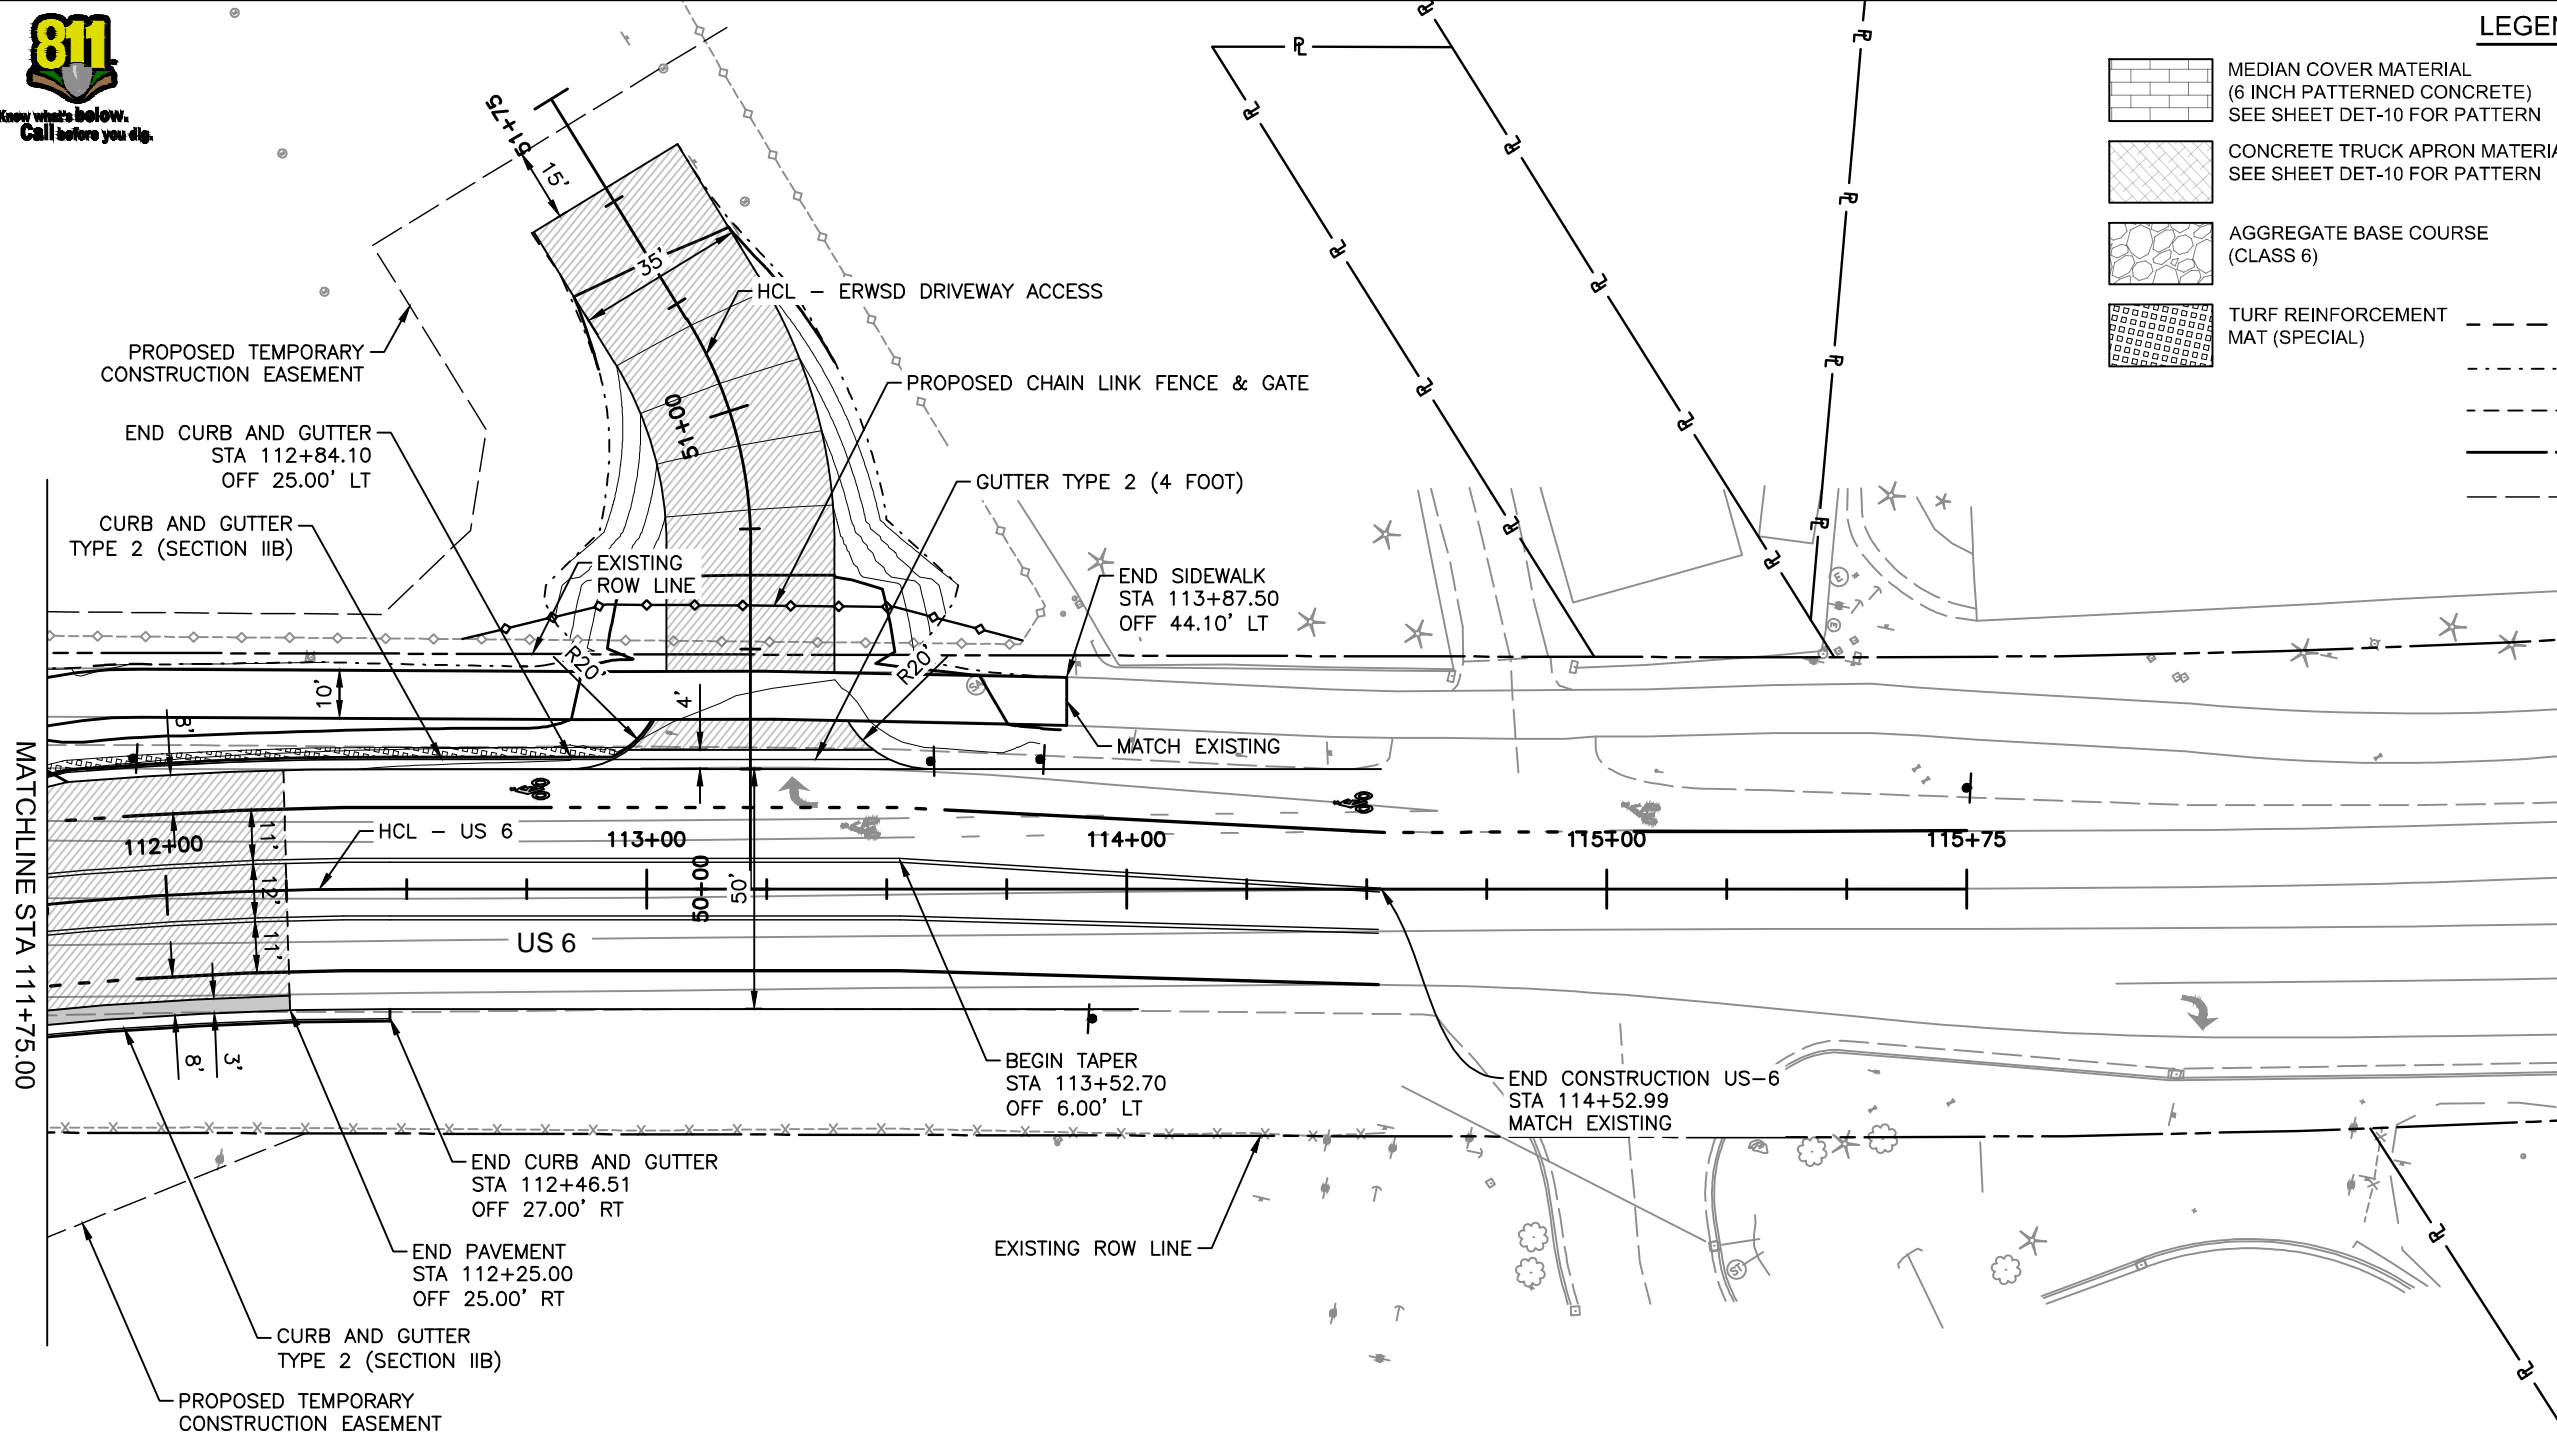 811
Know what's below.
Call before you dig.
LEGEN
MEDIAN COVER MATERIAL
(6 INCH PATTERNED CONCRETE)
SEE SHEET DET-10 FOR PATTERN
CONCRETE TRUCK APRON MATERIA
SEE SHEET DET-10 FOR PATTERN
AGGREGATE BASE COURSE
(CLASS 6)
TURF REINFORCEMENT
MAT (SPECIAL)
51+75
15'
35'
HCL – ERWSD DRIVEWAY ACCESS
PROPOSED TEMPORARY
CONSTRUCTION EASEMENT
PROPOSED CHAIN LINK FENCE & GATE
51+00
END CURB AND GUTTER
STA 112+84.10
OFF 25.00' LT
GUTTER TYPE 2 (4 FOOT)
CURB AND GUTTER
TYPE 2 (SECTION IIB)
EXISTING
ROW LINE
END SIDEWALK
STA 113+87.50
OFF 44.10' LT
R20'
R20'
10'
8'
4'
SA
E
MATCH EXISTING
MATCHLINE STA 111+75.00
HCL – US 6
112+00
113+00
114+00
115+00
115+75
11'
12'
11'
50+00
50'
US 6
8'
3'
BEGIN TAPER
STA 113+52.70
OFF 6.00' LT
END CONSTRUCTION US-6
STA 114+52.99
MATCH EXISTING
END CURB AND GUTTER
STA 112+46.51
OFF 27.00' RT
END PAVEMENT
STA 112+25.00
OFF 25.00' RT
EXISTING ROW LINE
ST
CURB AND GUTTER
TYPE 2 (SECTION IIB)
PROPOSED TEMPORARY
CONSTRUCTION EASEMENT